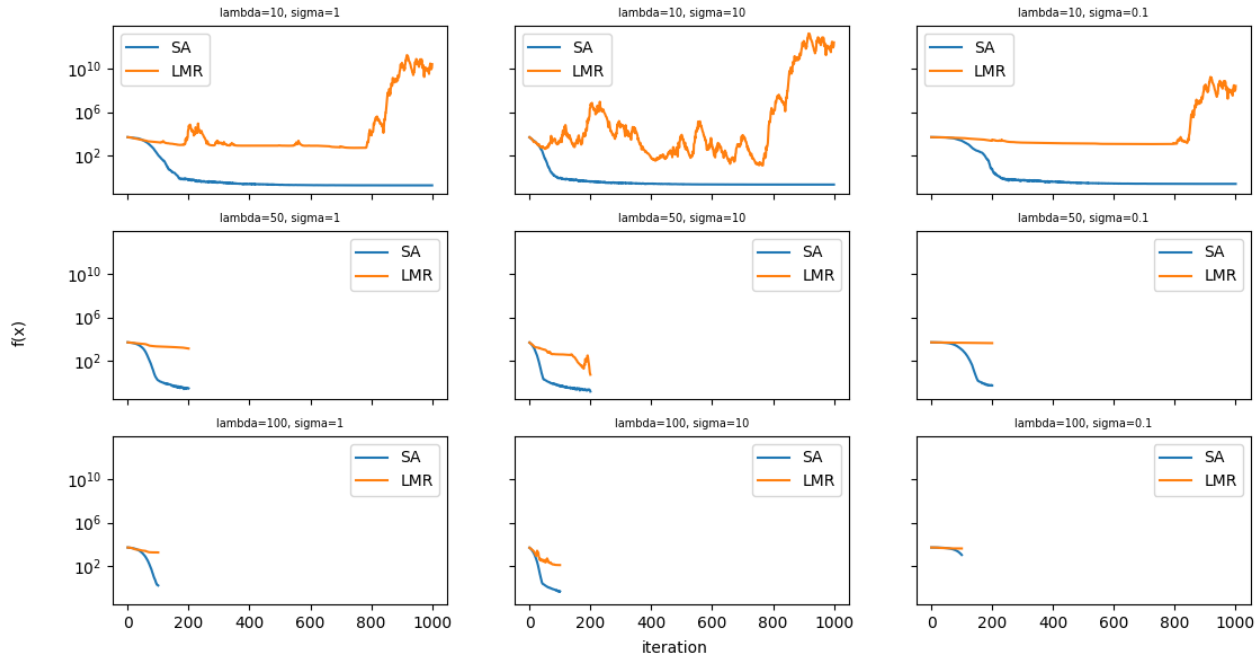 lambda=10, sigma=1
lambda=10, sigma=10
lambda=10, sigma=0.1
SA
LMR
SA
LMR
SA
LMR
10^10
10^6
10^2
lambda=50, sigma=1
lambda=50, sigma=10
lambda=50, sigma=0.1
SA
LMR
SA
LMR
SA
LMR
10^10
10^6
10^2
f(x)
lambda=100, sigma=1
lambda=100, sigma=10
lambda=100, sigma=0.1
SA
LMR
SA
LMR
SA
LMR
10^10
10^6
10^2
0 200 400 600 800 1000
0 200 400 600 800 1000
0 200 400 600 800 1000
iteration